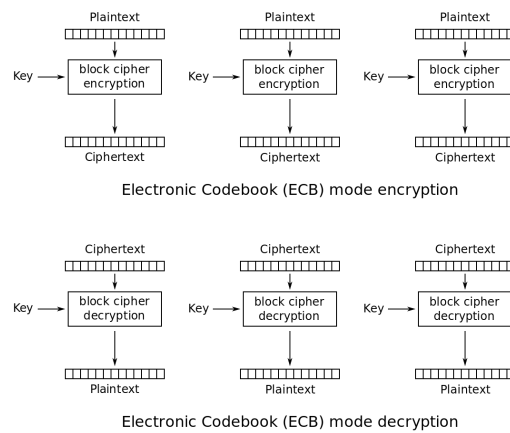 Plaintext Plaintext Plaintext
Key block cipher encryption Key block cipher encryption Key block cipher encryption
Ciphertext Ciphertext Ciphertext
Electronic Codebook (ECB) mode encryption
Ciphertext Ciphertext Ciphertext
Key block cipher decryption Key block cipher decryption Key block cipher decryption
Plaintext Plaintext Plaintext
Electronic Codebook (ECB) mode decryption